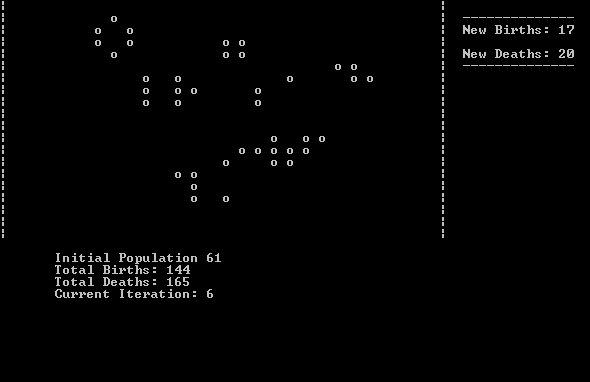 New Births: 17
New Deaths: 20
Initial Population 61
Total Births: 144
Total Deaths: 165
Current Iteration: 6